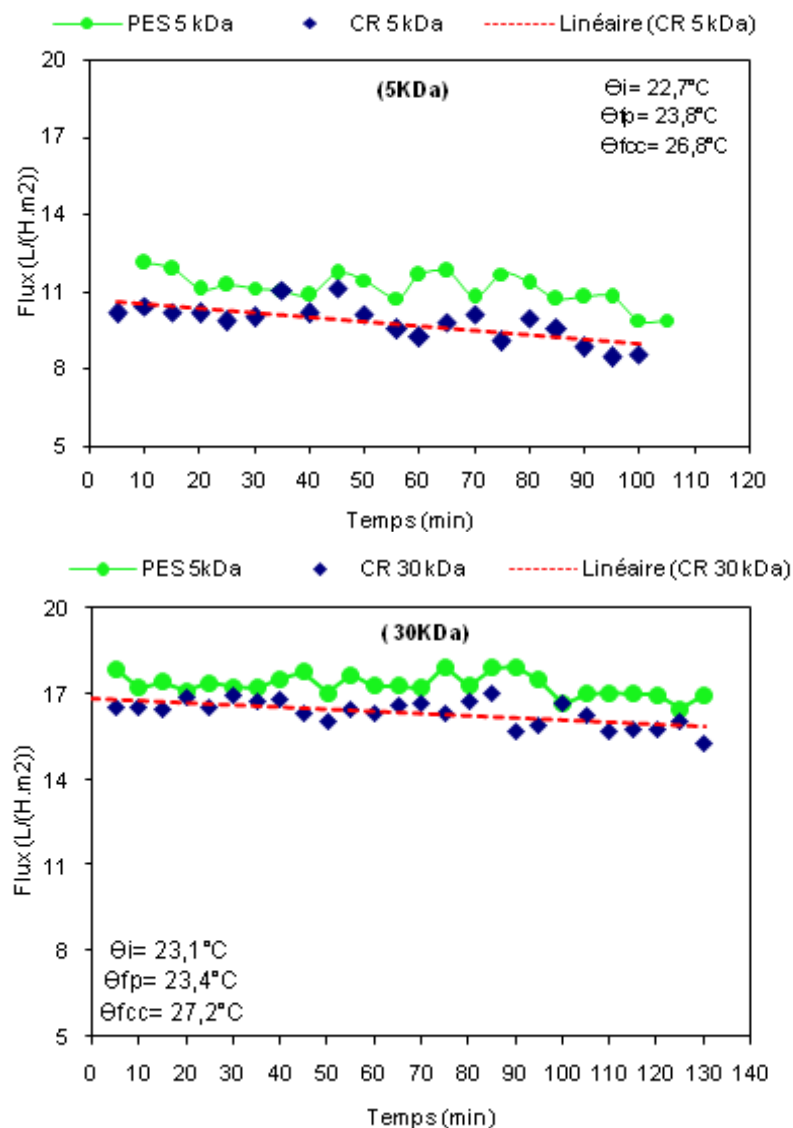 PES 5 kDa CR 5 kDa Linéaire (CR 5 kDa)
20
17
14
11
8
5
Flux (L/(H.m2))
(5KDa)
Θi= 22,7°C
Θfp= 23,8°C
Θfcc= 26,8°C
0 10 20 30 40 50 60 70 80 90 100 110 120
Temps (min)
PES 5kDa CR 30 kDa Linéaire (CR 30 kDa)
20
17
14
11
8
5
Flux (L/(H.m2))
( 30KDa)
Θi= 23,1°C
Θfp= 23,4°C
Θfcc= 27,2°C
0 10 20 30 40 50 60 70 80 90 100 110 120 130 140
Temps (min)